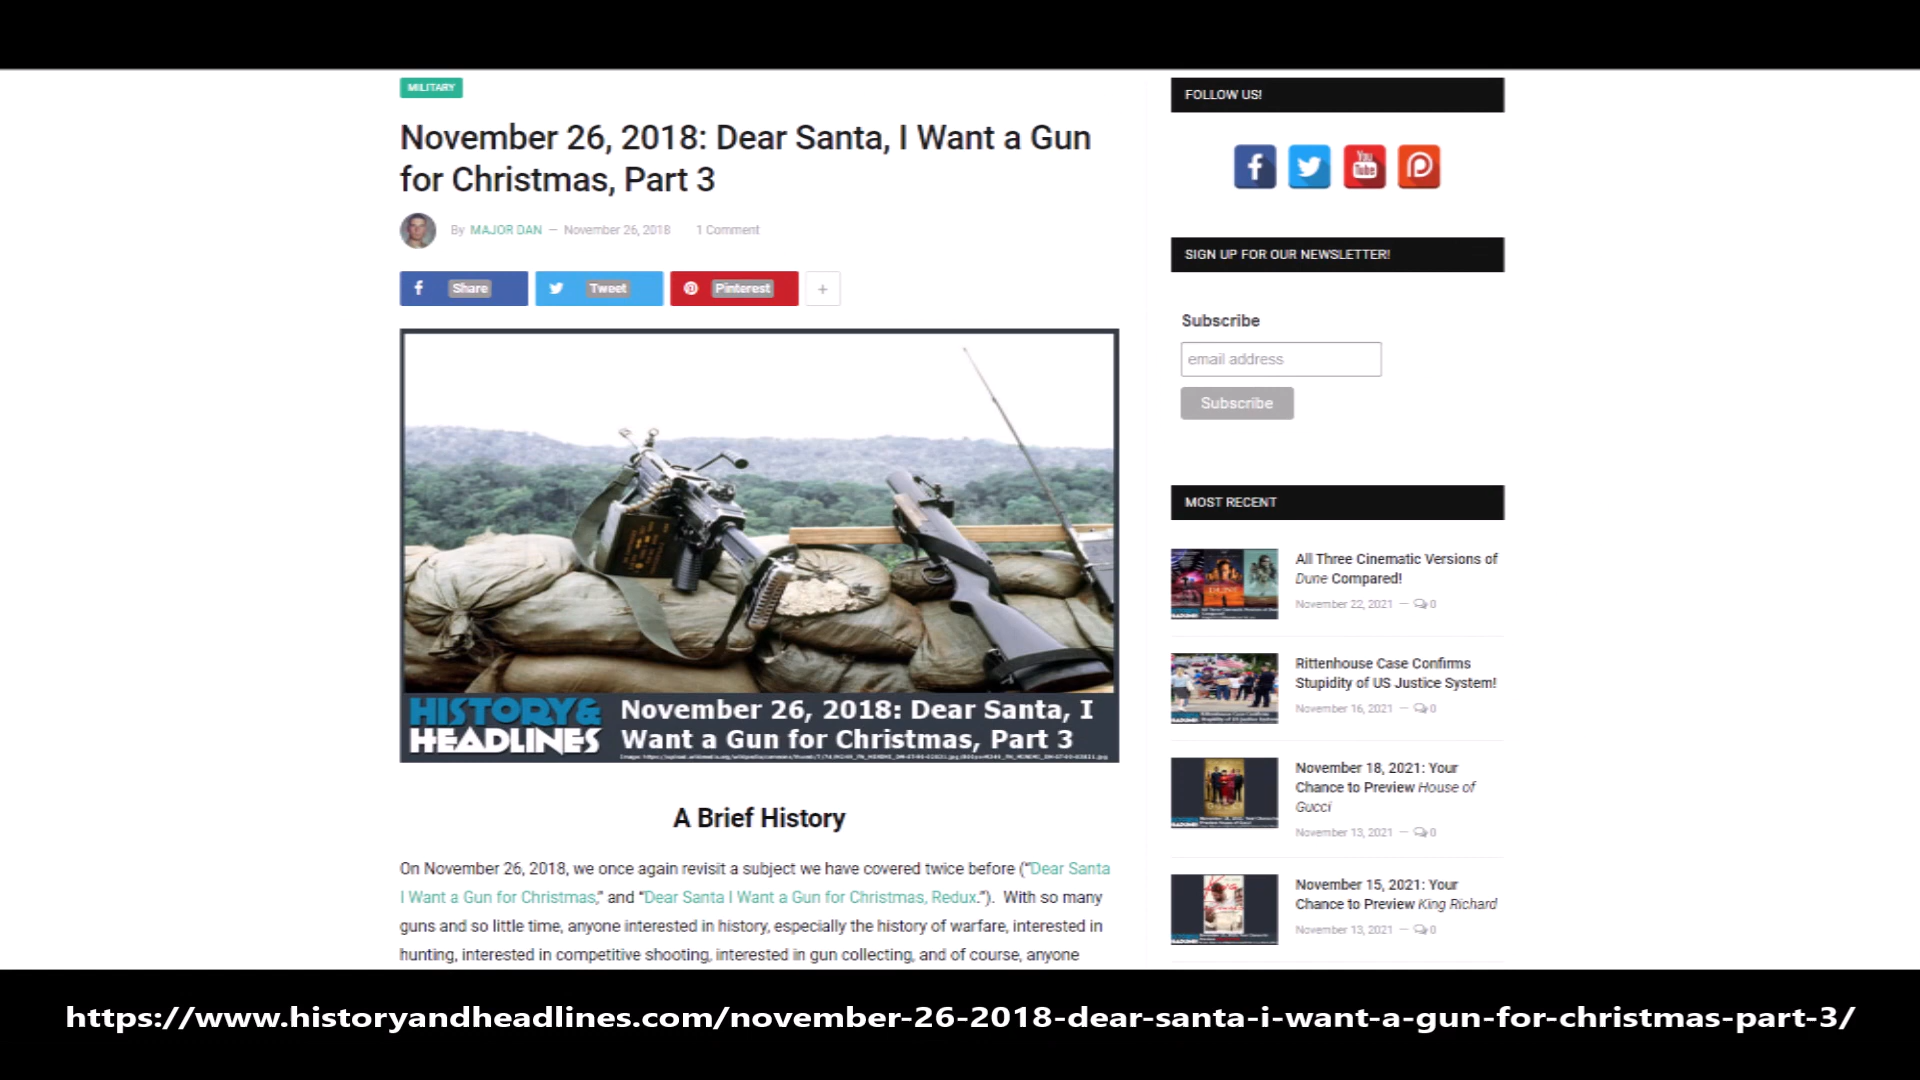 MILITARY
November 26, 2018: Dear Santa, I Want a Gun
for Christmas, Part 3
By MAJOR DAN — November 26, 2018 1 Comment
Share
Tweet
Pinterest
+
HISTORY&
HEADLINES
November 26, 2018: Dear Santa, I
Want a Gun for Christmas, Part 3
A Brief History
On November 26, 2018, we once again revisit a subject we have covered twice before (“Dear Santa
I Want a Gun for Christmas,” and “Dear Santa I Want a Gun for Christmas, Redux.”). With so many
guns and so little time, anyone interested in history, especially the history of warfare, interested in
hunting, interested in competitive shooting, interested in gun collecting, and of course, anyone
FOLLOW US!
You
Tube
SIGN UP FOR OUR NEWSLETTER!
Subscribe
email address
Subscribe
MOST RECENT
All Three Cinematic Versions of
Dune Compared!
November 22, 2021 — 0
Rittenhouse Case Confirms
Stupidity of US Justice System!
November 16, 2021 — 0
November 18, 2021: Your
Chance to Preview House of
Gucci
November 13, 2021 — 0
November 15, 2021: Your
Chance to Preview King Richard
November 13, 2021 — 0
https://www.historyandheadlines.com/november-26-2018-dear-santa-i-want-a-gun-for-christmas-part-3/